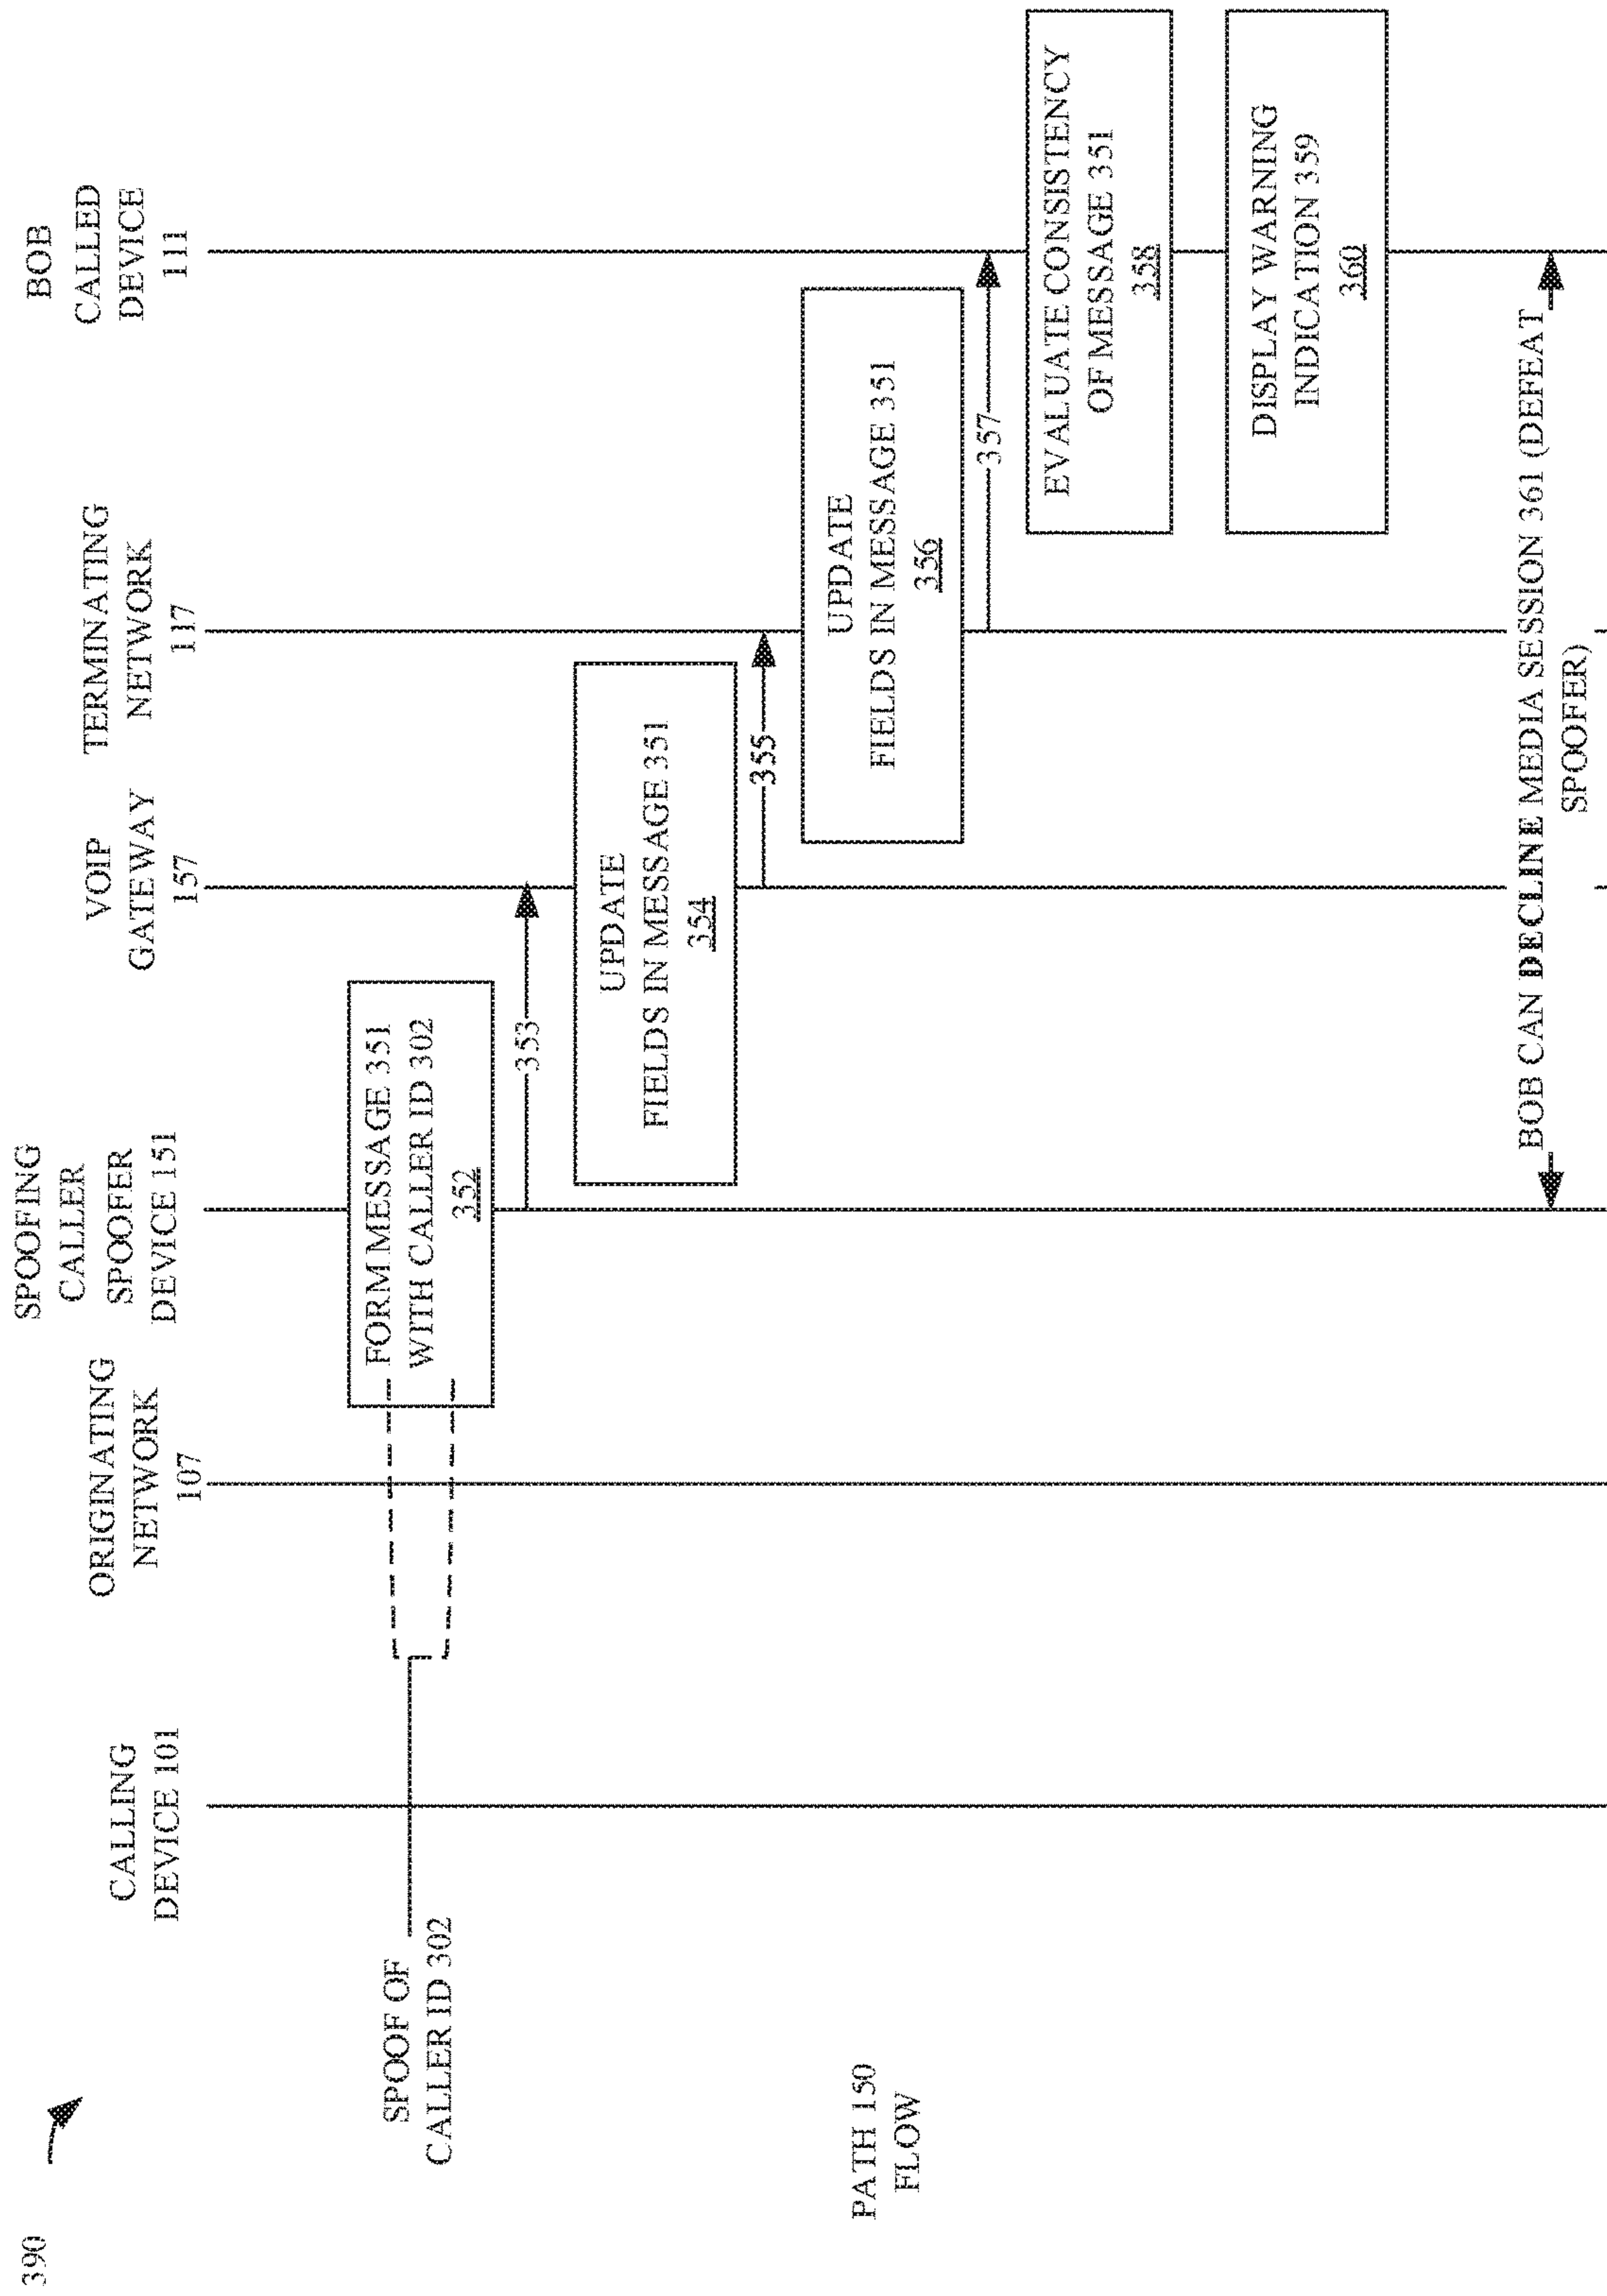 390
CALLING
DEVICE 101
ORIGINATING
NETWORK
107
SPOOFING
CALLER
SPOOFER
DEVICE 151
VOIP
GATEWAY
157
TERMINATING
NETWORK
117
BOB
CALLED
DEVICE
111
SPOOF OF
CALLER ID 302
FORM MESSAGE 351
WITH CALLER ID 302
352
353
UPDATE
FIELDS IN MESSAGE 351
354
355
UPDATE
FIELDS IN MESSAGE 351
356
357
PATH 150
FLOW
EVALUATE CONSISTENCY
OF MESSAGE 351
358
DISPLAY WARNING
INDICATION 359
360
BOB CAN DECLINE MEDIA SESSION 361 (DEFEAT
SPOOFER)